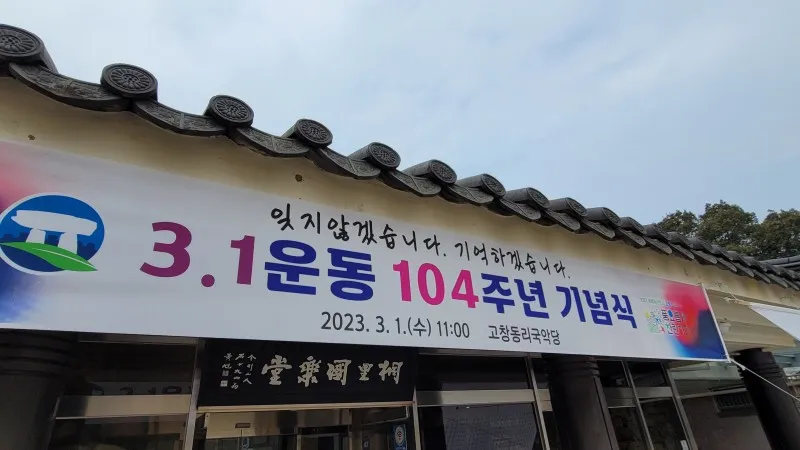 잊지않겠습니다. 기억하겠습니다.
3.1운동 104주년 기념식
2023. 3. 1.(수) 11:00 고창동리국악당
堂樂國里桐